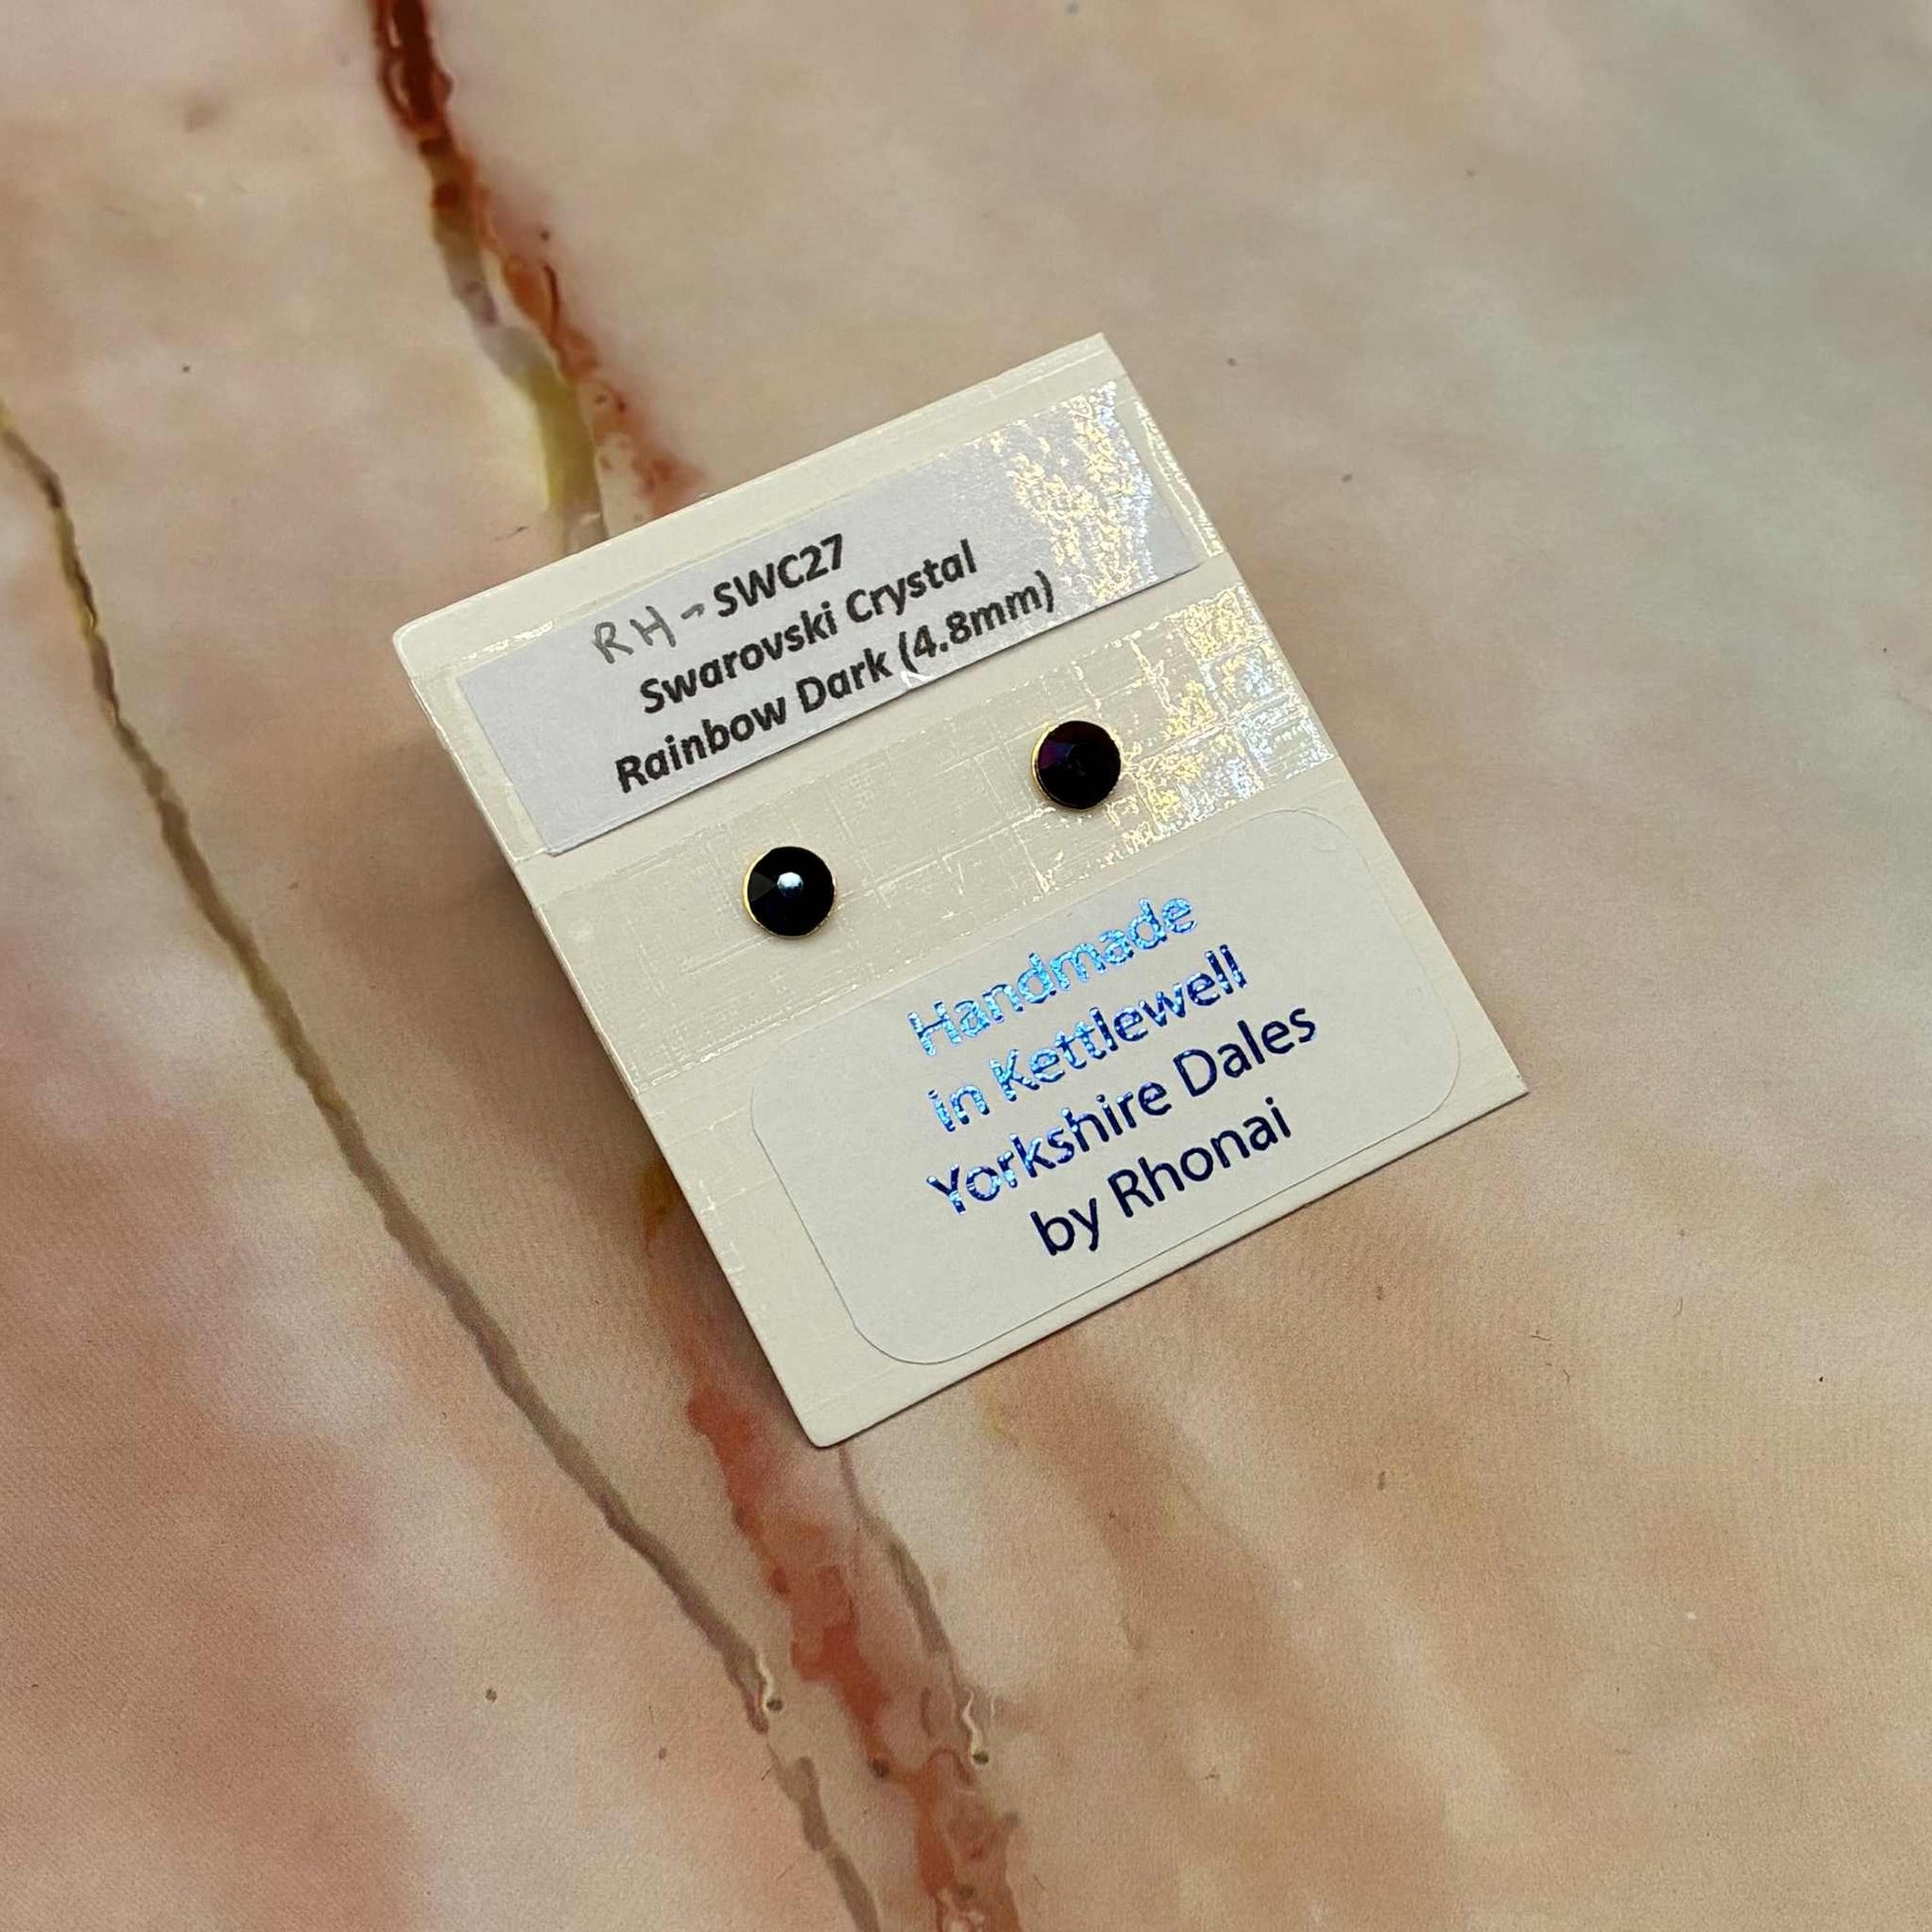 RH-SWC27
Swarovski Crystal
Rainbow Dark (4.8mm)
Handmade
in Kettlewell
Yorkshire Dales
by Rhonai